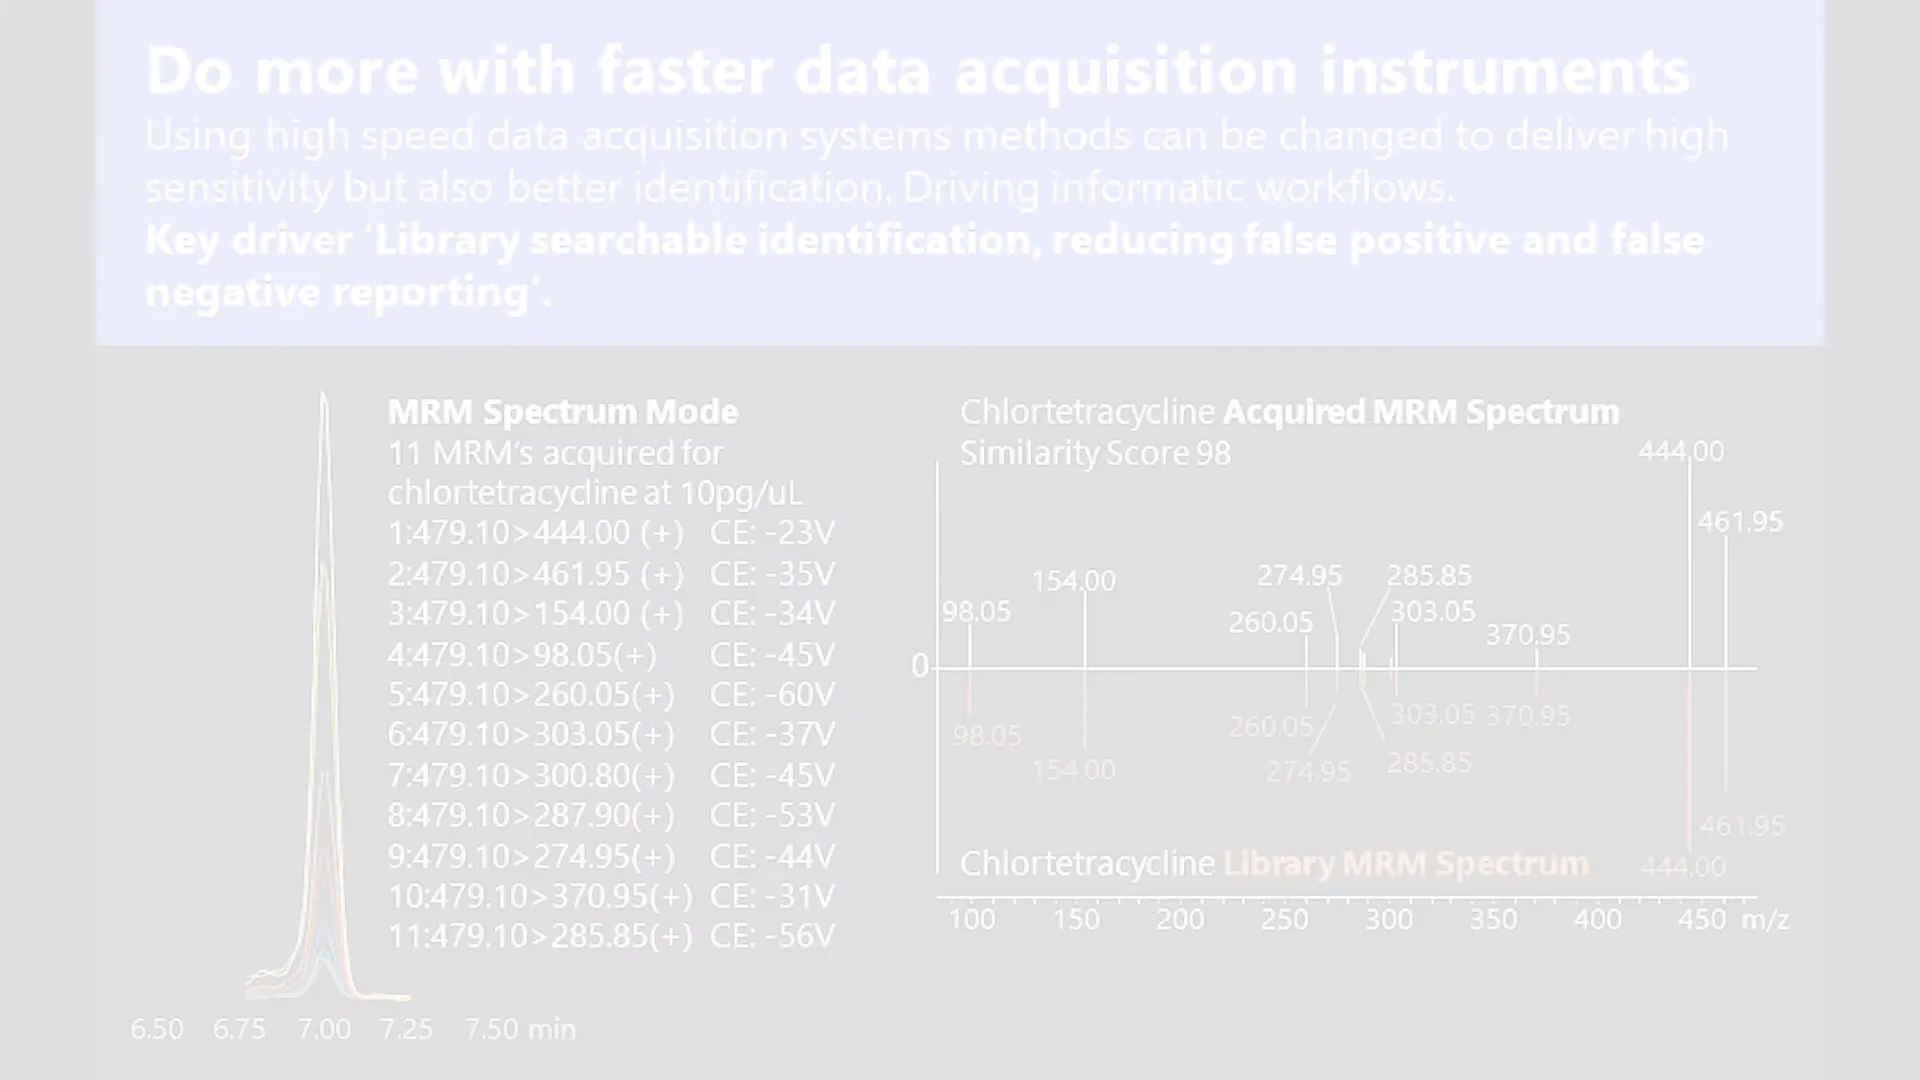 Do more with faster data acquisition instruments
Using high speed data acquisition systems methods can be changed to deliver high
sensitivity but also better identification. Driving informatic workflows.
Key driver ‘Library searchable identification, reducing false positive and false
negative reporting’.
MRM Spectrum Mode
11 MRM’s acquired for
chlortetracycline at 10pg/uL
1:479.10>444.00 (+) CE: -23V
2:479.10>461.95 (+) CE: -35V
3:479.10>154.00 (+) CE: -34V
4:479.10>98.05(+) CE: -45V
5:479.10>260.05(+) CE: -60V
6:479.10>303.05(+) CE: -37V
7:479.10>300.80(+) CE: -45V
8:479.10>287.90(+) CE: -53V
9:479.10>274.95(+) CE: -44V
10:479.10>370.95(+) CE: -31V
11:479.10>285.85(+) CE: -56V
6.50 6.75 7.00 7.25 7.50 min
Chlortetracycline Acquired MRM Spectrum
Similarity Score 98
444.00
461.95
274.95 285.85
154.00
98.05 303.05
260.05
370.95
0
303.05 370.95
260.05
98.05
285.85
154.00 274.95
461.95
Chlortetracycline Library MRM Spectrum 444.00
100 150 200 250 300 350 400 450 m/z